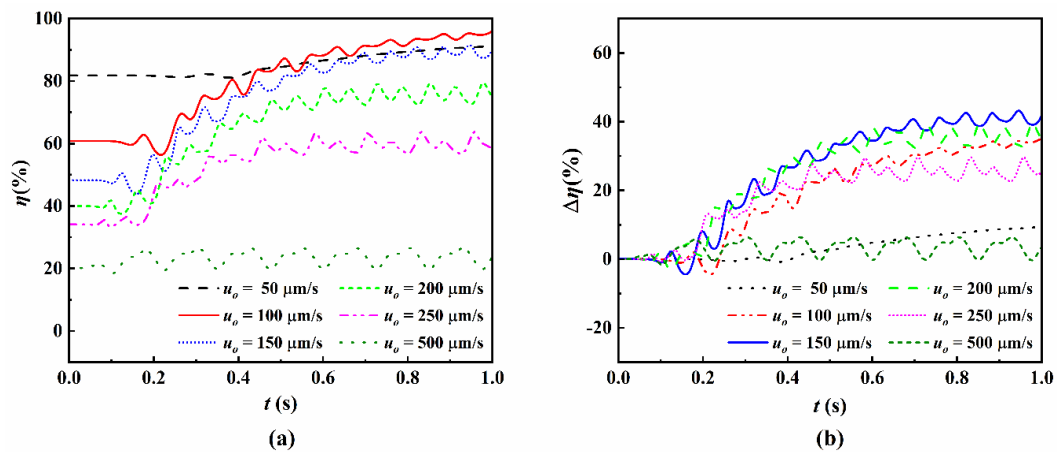 100
80
60
40
20
0
η(%)
u_o = 50 μm/s
u_o = 200 μm/s
u_o = 100 μm/s
u_o = 250 μm/s
u_o = 150 μm/s
u_o = 500 μm/s
0.0 0.2 0.4 0.6 0.8 1.0
t (s)
(a)
60
40
20
0
-20
Δη(%)
u_o = 50 μm/s
u_o = 200 μm/s
u_o = 100 μm/s
u_o = 250 μm/s
u_o = 150 μm/s
u_o = 500 μm/s
0.0 0.2 0.4 0.6 0.8 1.0
t (s)
(b)